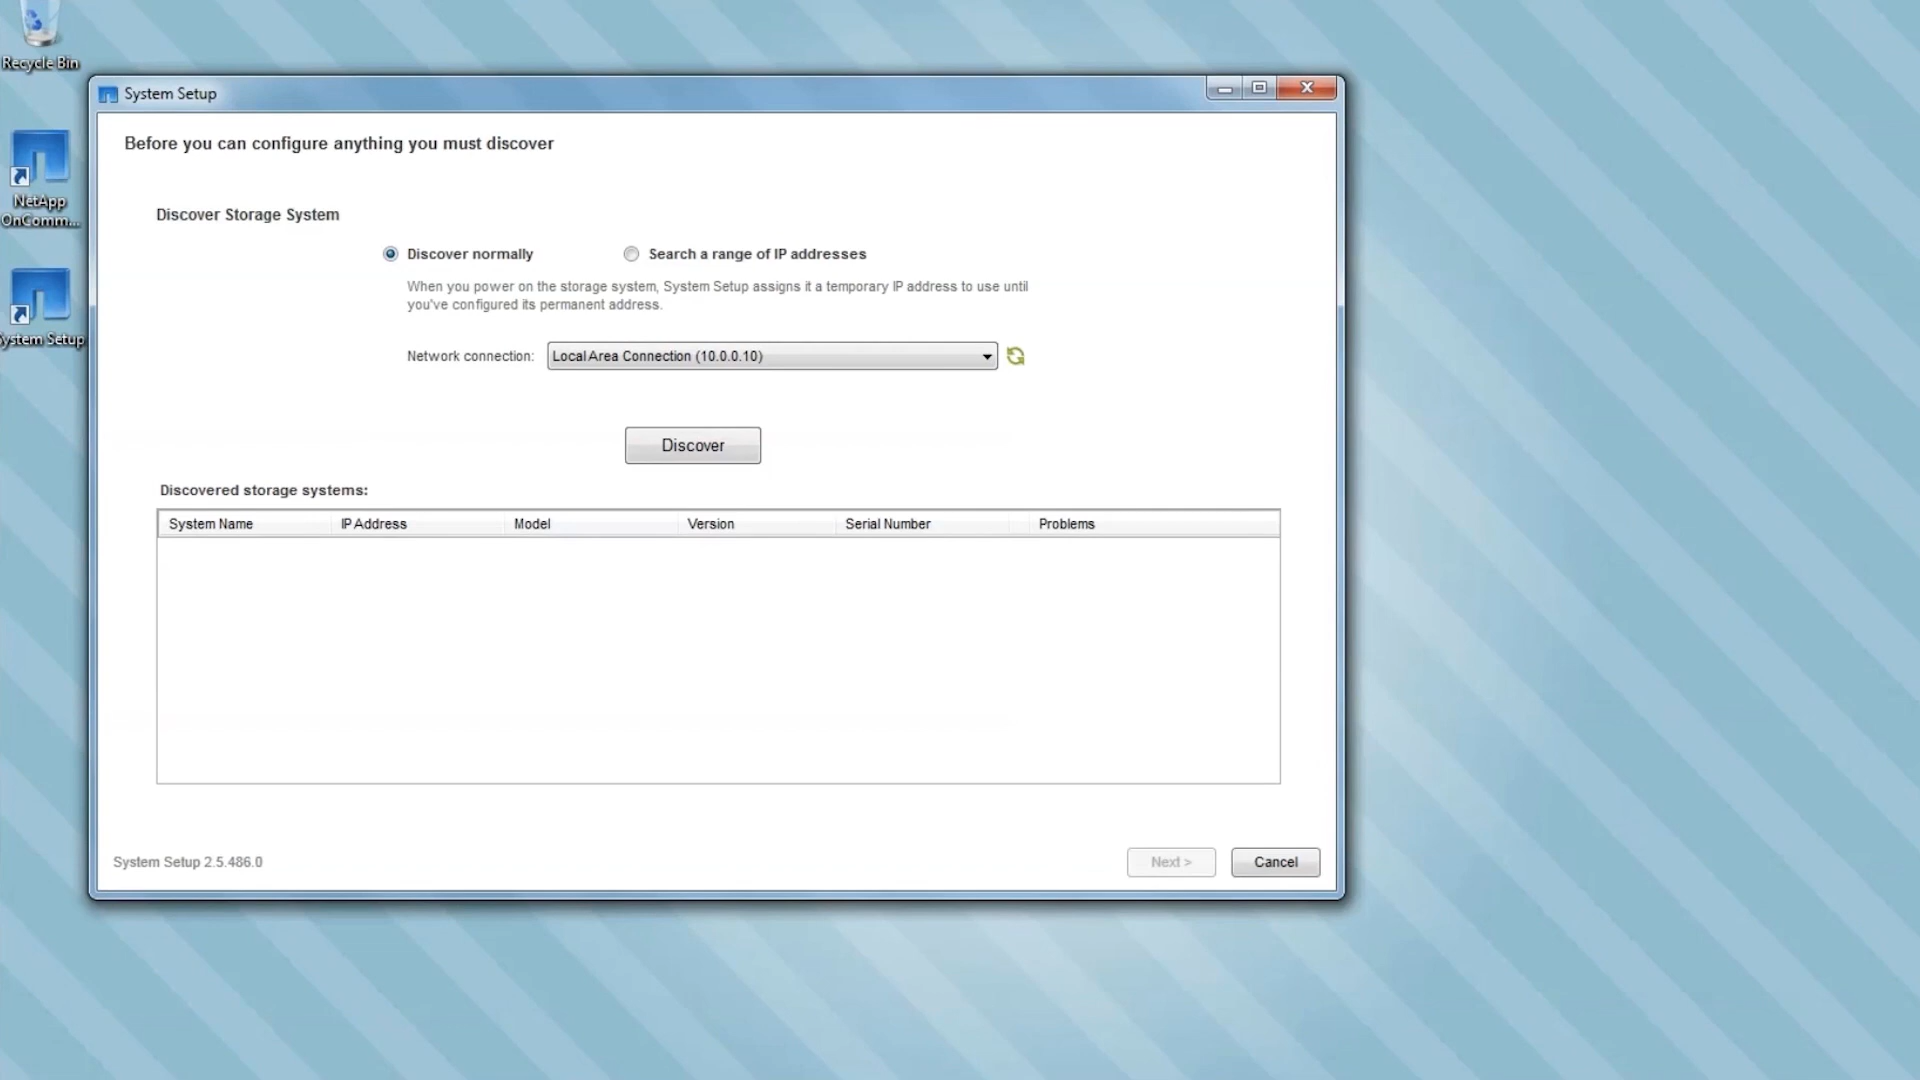 Recycle Bin
NetApp
OnComm...
ystem Setup
System Setup
Before you can configure anything you must discover
Discover Storage System
Discover normally
Search a range of IP addresses
When you power on the storage system, System Setup assigns it a temporary IP address to use until
you've configured its permanent address.
Network connection:
Local Area Connection (10.0.0.10)
Discover
Discovered storage systems:
System Name IP Address Model Version Serial Number Problems
System Setup 2.5.486.0
Next >
Cancel